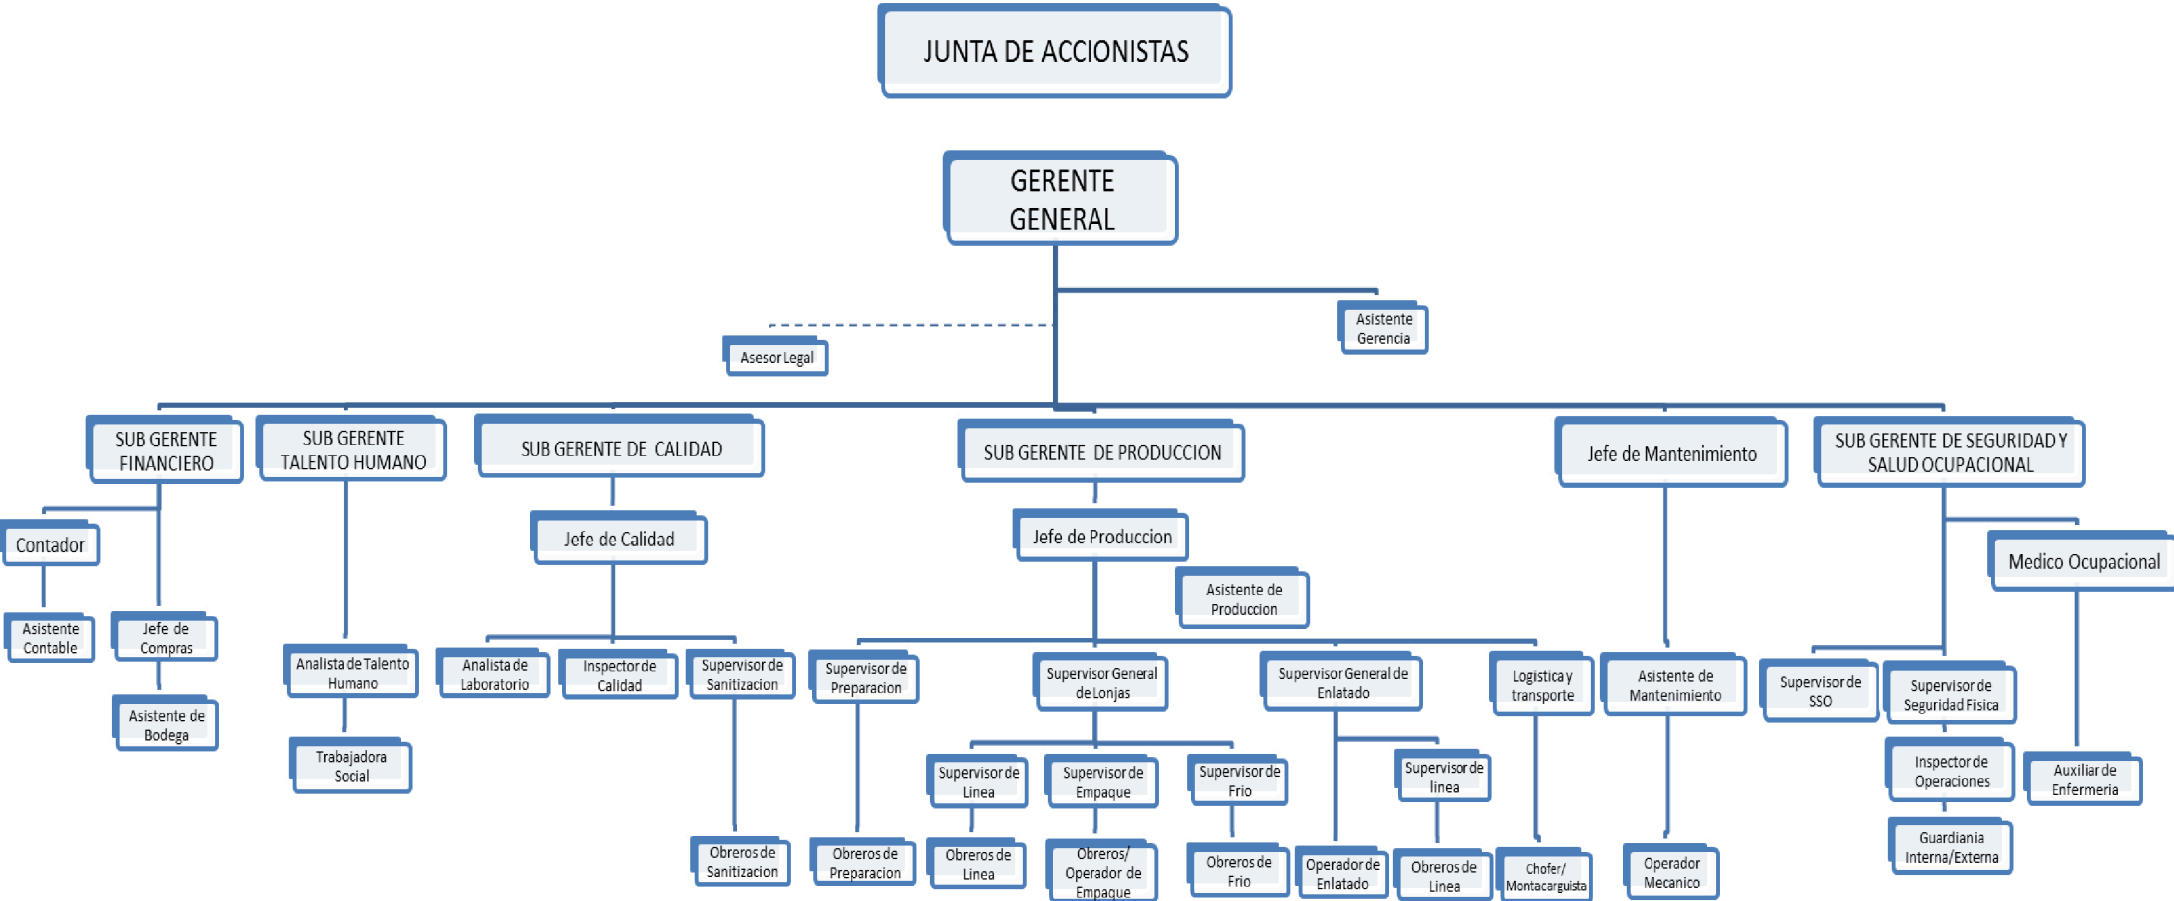 JUNTA DE ACCIONISTAS
GERENTE
GENERAL
Asistente
Gerencia
Asesor Legal
SUB GERENTE
FINANCIERO
SUB GERENTE
TALENTO HUMANO
SUB GERENTE DE CALIDAD
SUB GERENTE DE PRODUCCION
Jefe de Mantenimiento
SUB GERENTE DE SEGURIDAD Y
SALUD OCUPACIONAL
Contador
Jefe de Calidad
Jefe de Produccion
Medico Ocupacional
Asistente de
Produccion
Asistente
Contable
Jefe de
Compras
Analista de Talento
Humano
Analista de
Laboratorio
Inspector de
Calidad
Supervisor de
Sanitizacion
Supervisor de
Preparacion
Supervisor General
de Lonjas
Supervisor General de
Enlatado
Logistica y
transporte
Asistente de
Mantenimiento
Supervisor de
SSO
Supervisor de
Seguridad Fisica
Asistente de
Bodega
Trabajadora
Social
Supervisor de
Linea
Supervisor de
Empaque
Supervisor de
Frio
Supervisor de
linea
Inspector de
Operaciones
Auxiliar de
Enfermeria
Obreros de
Sanitizacion
Obreros de
Preparacion
Obreros de
Linea
Obreros/
Operador de
Empaque
Obreros de
Frio
Operador de
Enlatado
Obreros de
Linea
Chofer/
Montacarguista
Operador
Mecanico
Guardiania
Interna/Externa